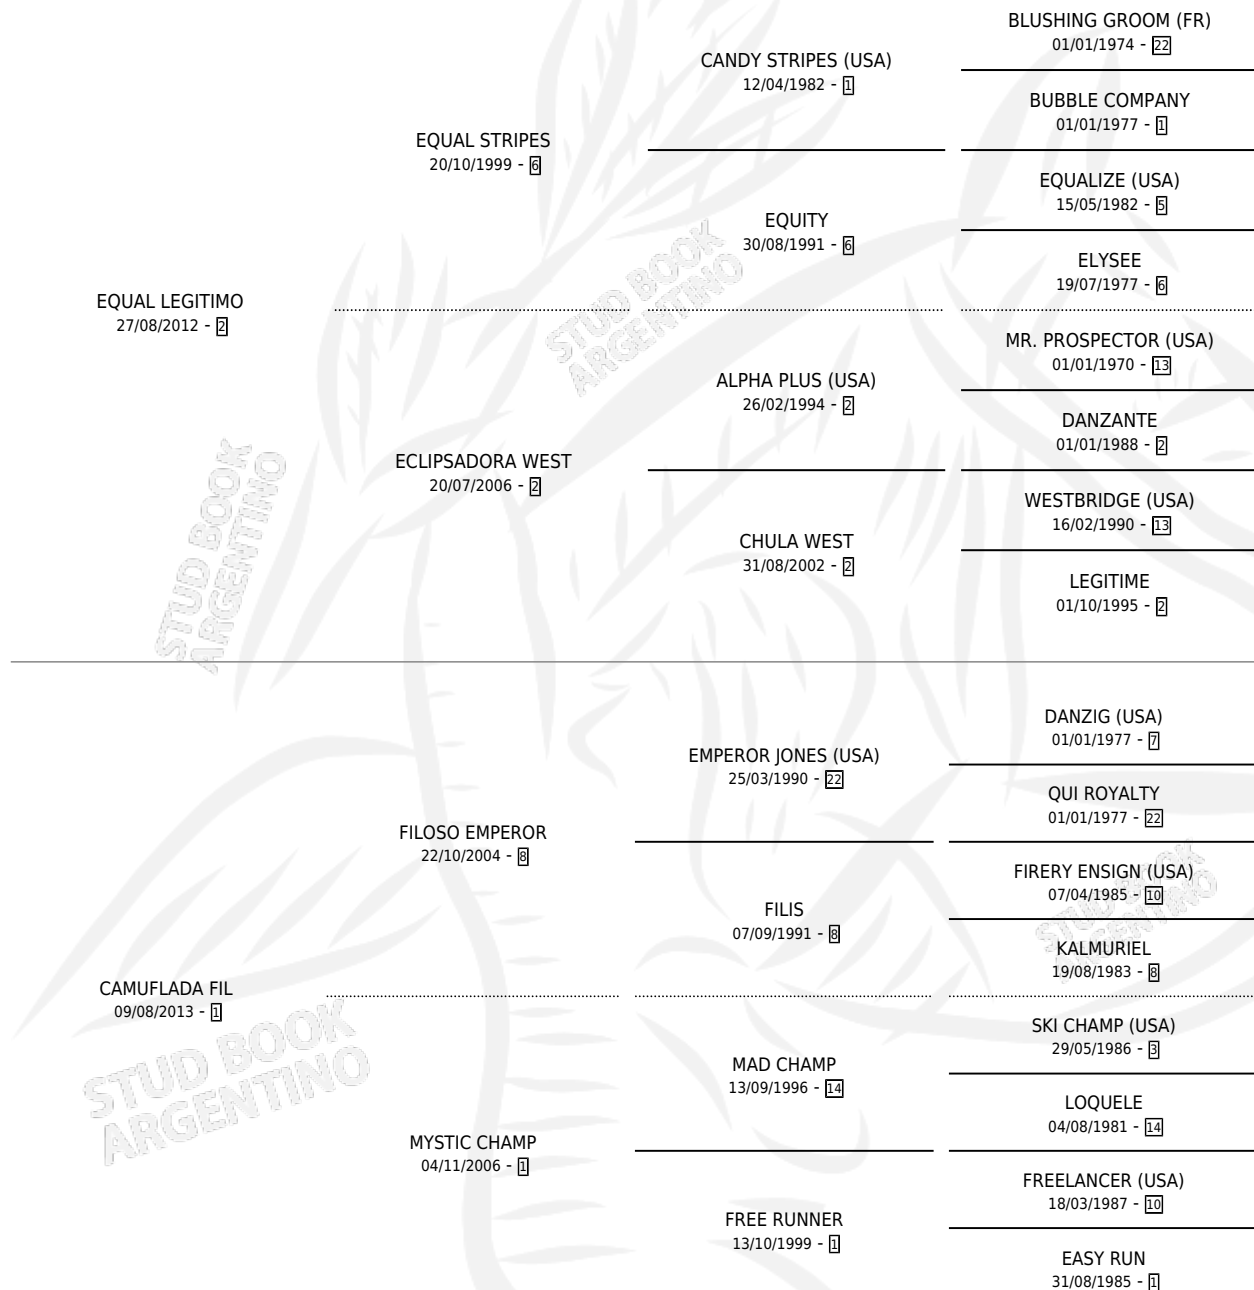 BLUSHING GROOM (FR)
01/01/1974 - 22
CANDY STRIPES (USA)
12/04/1982 - 1
BUBBLE COMPANY
01/01/1977 - 1
EQUAL STRIPES
20/10/1999 - 6
EQUALIZE (USA)
15/05/1982 - 5
EQUITY
30/08/1991 - 6
ELYSEE
19/07/1977 - 6
EQUAL LEGITIMO
27/08/2012 - 2
MR. PROSPECTOR (USA)
01/01/1970 - 13
ALPHA PLUS (USA)
26/02/1994 - 2
DANZANTE
01/01/1988 - 2
ECLIPSADORA WEST
20/07/2006 - 2
WESTBRIDGE (USA)
16/02/1990 - 13
CHULA WEST
31/08/2002 - 2
LEGITIME
01/10/1995 - 2
DANZIG (USA)
01/01/1977 - 7
EMPEROR JONES (USA)
25/03/1990 - 22
QUI ROYALTY
01/01/1977 - 22
FILOSO EMPEROR
22/10/2004 - 8
FIRERY ENSIGN (USA)
07/04/1985 - 10
FILIS
07/09/1991 - 8
KALMURIEL
19/08/1983 - 8
CAMUFLADA FIL
09/08/2013 - 1
SKI CHAMP (USA)
29/05/1986 - 3
MAD CHAMP
13/09/1996 - 14
LOQUELE
04/08/1981 - 14
MYSTIC CHAMP
04/11/2006 - 1
FREELANCER (USA)
18/03/1987 - 10
FREE RUNNER
13/10/1999 - 1
EASY RUN
31/08/1985 - 1
STUD BOOK
ARGENTINO
STUD BOOK
ARGENTINO
STUD BOOK
ARGENTINO
STUD BOOK
ARGENTINO